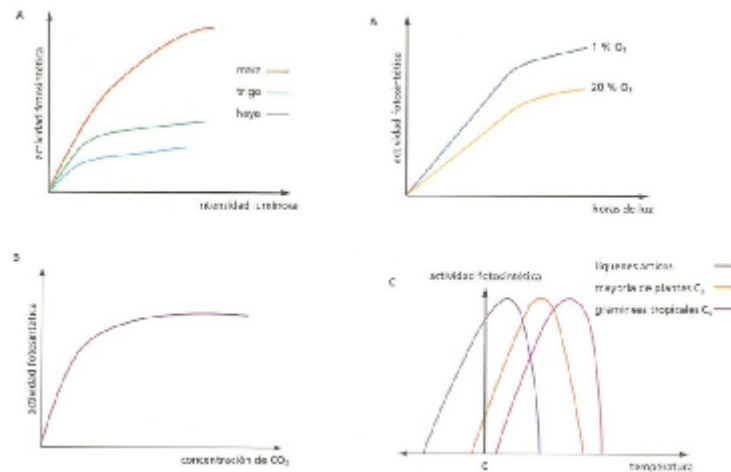 A
actividad fotosintética
maíz
trigo
haya
intensidad luminosa
A
actividad fotosintética
1 % O₂
20 % O₂
horas de luz
B
actividad fotosintética
concentración de CO₂
C
actividad fotosintética
líquenes árticos
mayoría de plantas C₃
gramíneas tropicales C₄
temperatura